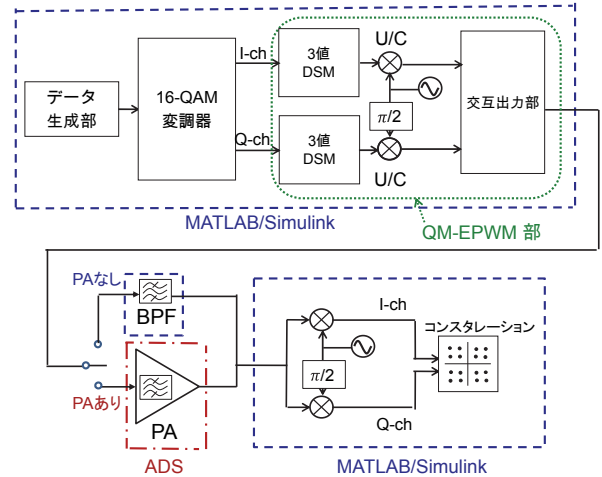 I-ch
3値
DSM
U/C
データ
生成部
16-QAM
変調器
π/2
交互出力部
Q-ch
3値
DSM
U/C
MATLAB/Simulink
QM-EPWM 部
PAなし
BPF
I-ch
コンスタレーション
π/2
PAあり
PA
Q-ch
ADS
MATLAB/Simulink